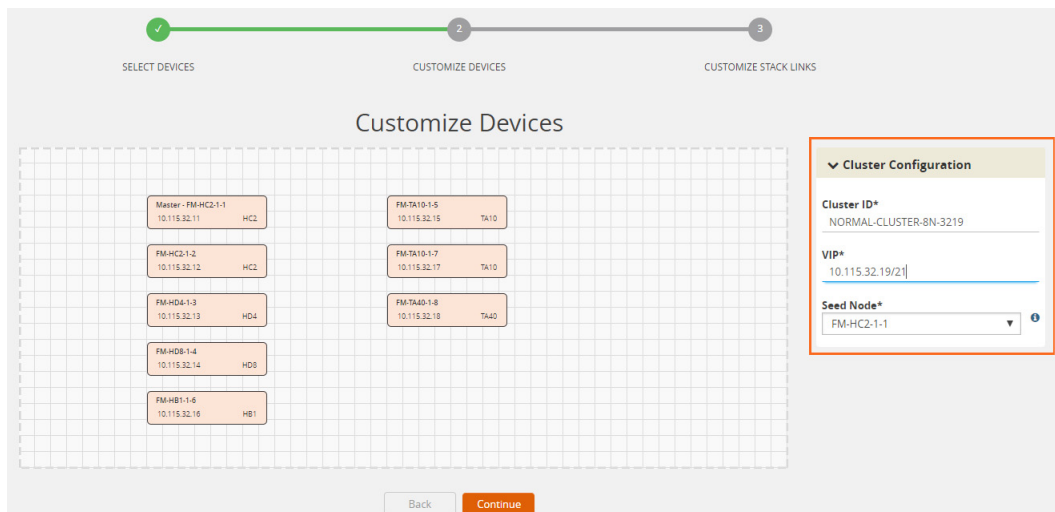 ✓ 2 3
SELECT DEVICES CUSTOMIZE DEVICES CUSTOMIZE STACK LINKS
Customize Devices
Master - FM-HC2-1-1
10.115.32.11 HC2
FM-HC2-1-2
10.115.32.12 HC2
FM-HD4-1-3
10.115.32.13 HD4
FM-HD8-1-4
10.115.32.14 HD8
FM-HB1-1-6
10.115.32.16 HB1
FM-TA10-1-5
10.115.32.15 TA10
FM-TA10-1-7
10.115.32.17 TA10
FM-TA40-1-8
10.115.32.18 TA40
Cluster Configuration
Cluster ID*
NORMAL-CLUSTER-8N-3219
VIP*
10.115.32.19/21
Seed Node*
FM-HC2-1-1
Back Continue